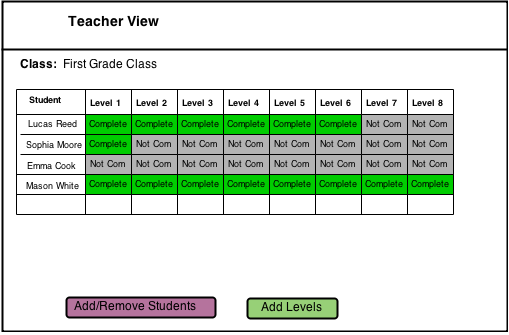 Teacher View
Class: First Grade Class
Student Level 1 Level 2 Level 3 Level 4 Level 5 Level 6 Level 7 Level 8
Lucas Reed Complete Complete Complete Complete Complete Complete Not Com Not Com
Sophia Moore Complete Not Com Not Com Not Com Not Com Not Com Not Com Not Com
Emma Cook Not Com Not Com Not Com Not Com Not Com Not Com Not Com Not Com
Mason White Complete Complete Complete Complete Complete Complete Complete Complete
Add/Remove Students Add Levels